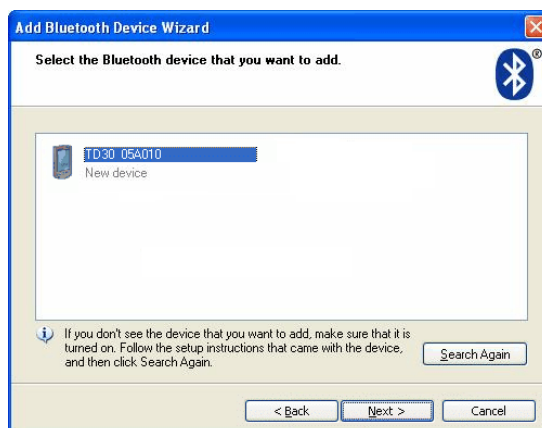 Add Bluetooth Device Wizard
Select the Bluetooth device that you want to add.
®
TD30 05A010
New device
If you don't see the device that you want to add, make sure that it is
turned on. Follow the setup instructions that came with the device,
and then click Search Again.
Search Again
< Back
Next >
Cancel